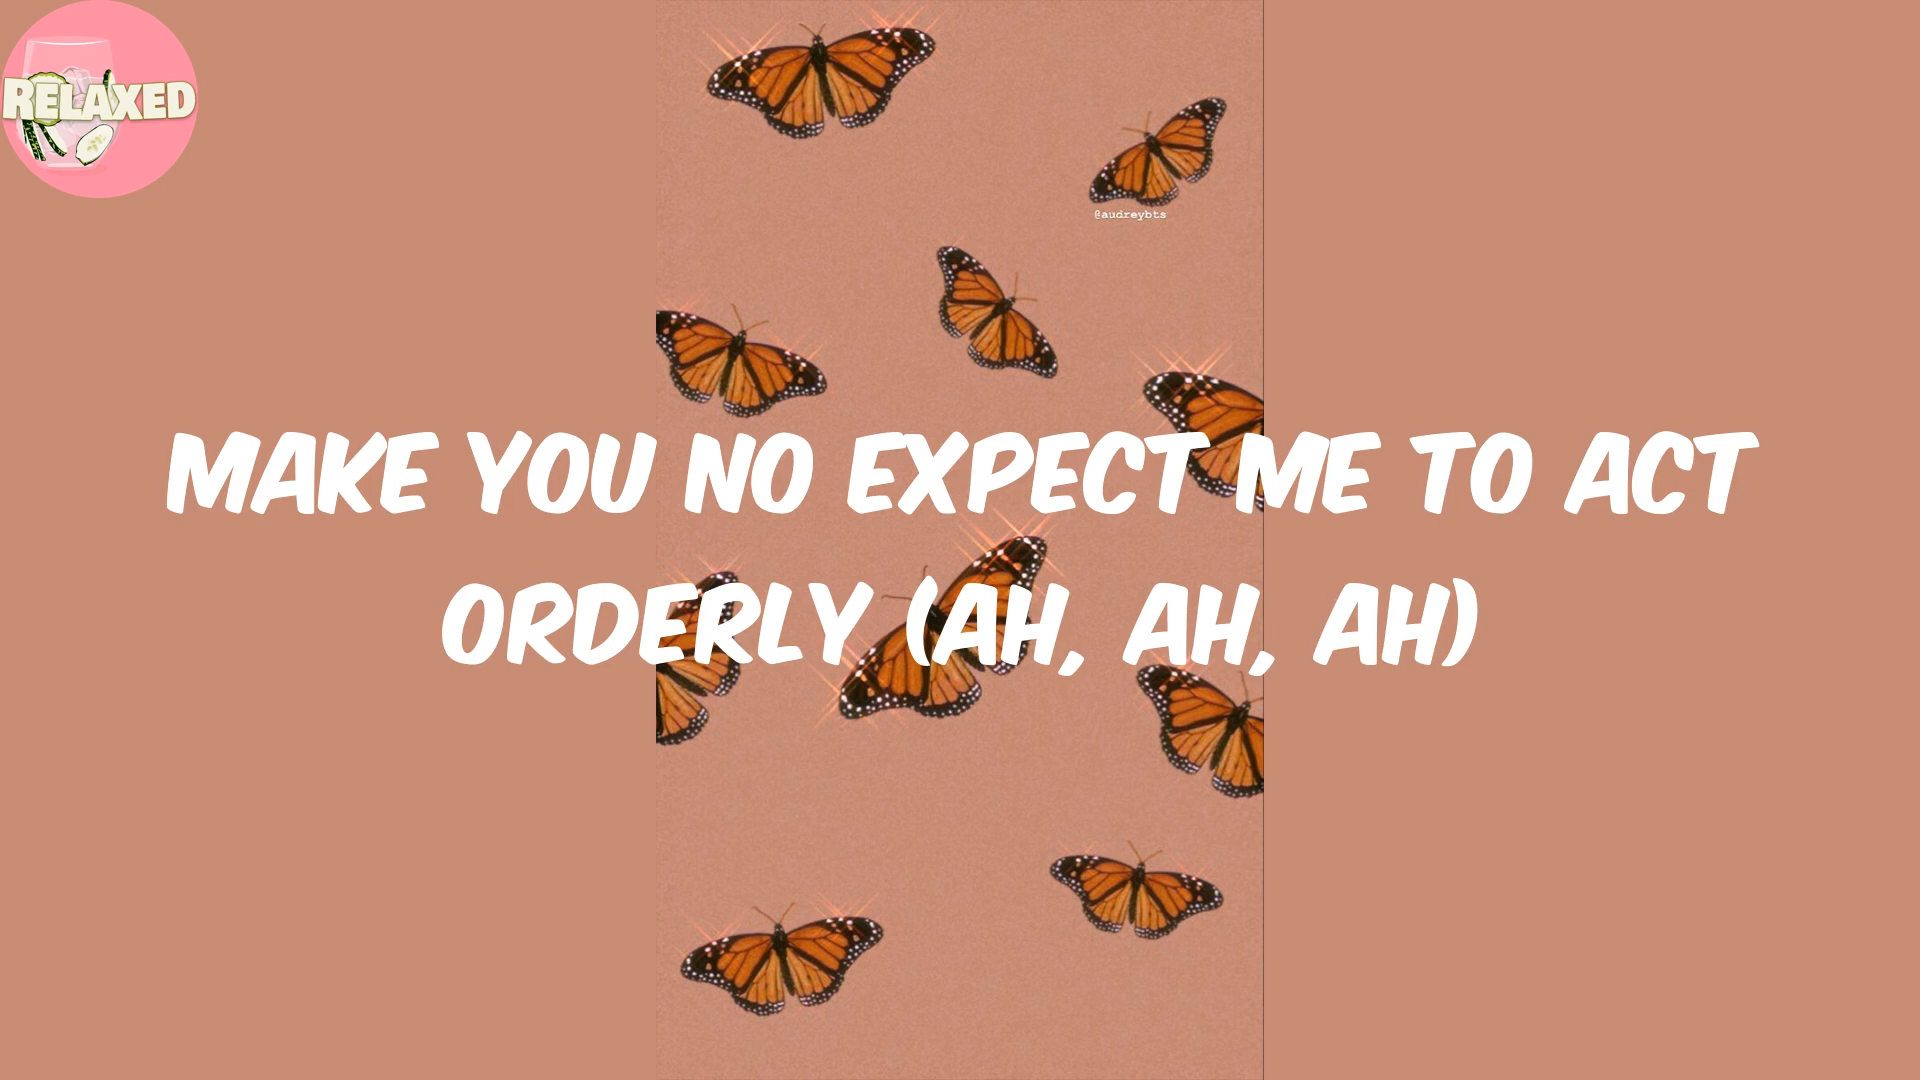 RELAXED
@audreybts
MAKE YOU NO EXPECT ME TO ACT
ORDERLY (AH, AH, AH)